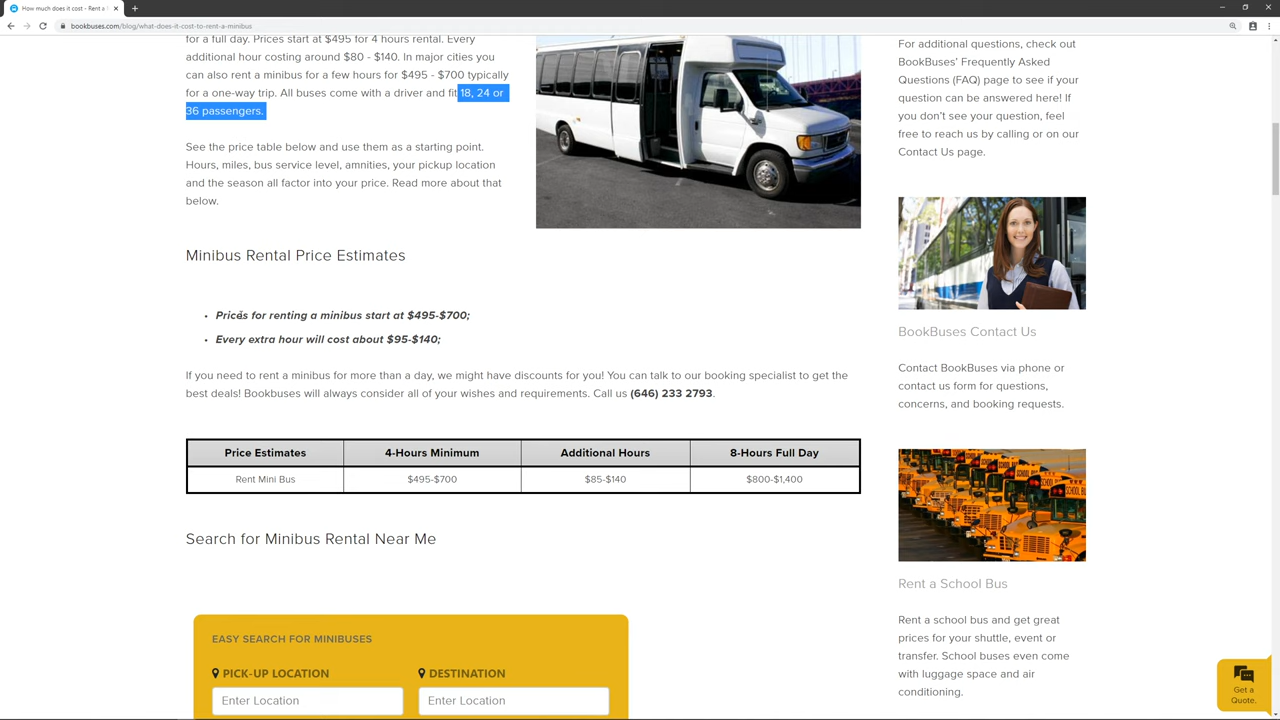 How much does it cost - Rent a
bookbuses.com/blog/what-does-it-cost-to-rent-a-minibus
for a full day. Prices start at $495 for 4 hours rental. Every
additional hour costing around $80 - $140. In major cities you
can also rent a minibus for a few hours for $495 - $700 typically
for a one-way trip. All buses come with a driver and fit 18, 24 or
36 passengers.
See the price table below and use them as a starting point.
Hours, miles, bus service level, amnities, your pickup location
and the season all factor into your price. Read more about that
below.
Minibus Rental Price Estimates
• Prices for renting a minibus start at $495-$700;
• Every extra hour will cost about $95-$140;
If you need to rent a minibus for more than a day, we might have discounts for you! You can talk to our booking specialist to get the
best deals! Bookbuses will always consider all of your wishes and requirements. Call us (646) 233 2793.
Price Estimates 4-Hours Minimum Additional Hours 8-Hours Full Day
Rent Mini Bus $495-$700 $85-$140 $800-$1,400
Search for Minibus Rental Near Me
EASY SEARCH FOR MINIBUSES
PICK-UP LOCATION DESTINATION
Enter Location Enter Location
For additional questions, check out
BookBuses' Frequently Asked
Questions (FAQ) page to see if your
question can be answered here! If
you don't see your question, feel
free to reach us by calling or on our
Contact Us page.
BookBuses Contact Us
Contact BookBuses via phone or
contact us form for questions,
concerns, and booking requests.
SCHOOL BUS
Rent a School Bus
Rent a school bus and get great
prices for your shuttle, event or
transfer. School buses even come
with luggage space and air
conditioning.
Get a
Quote.